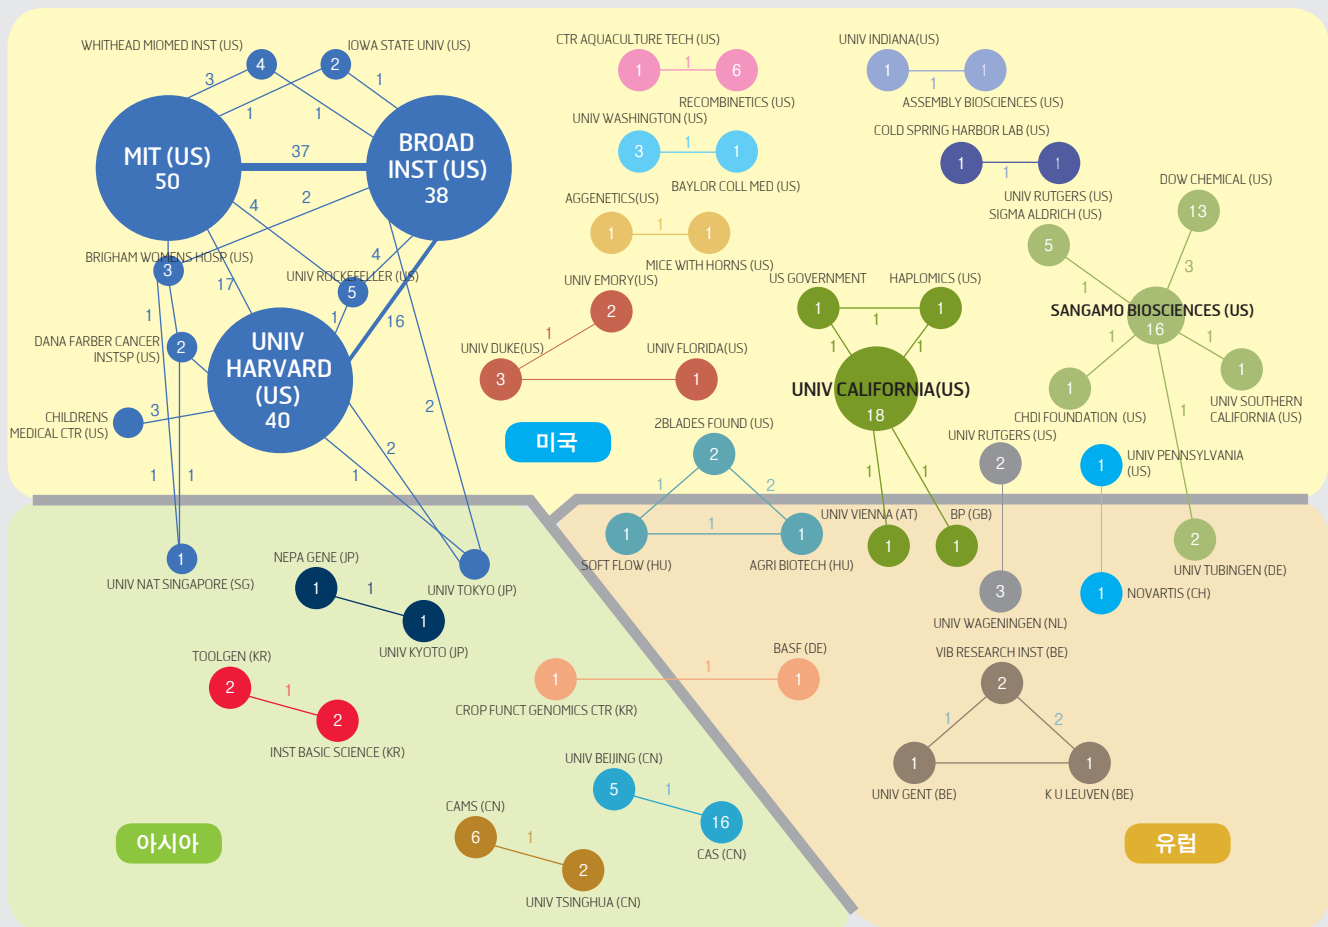 WHITHEAD MIOMED INST (US)
4
2
IOWA STATE UNIV (US)
3
1
1
1
MIT (US)
50
37
BROAD
INST (US)
38
2
4
4
BRIGHAM WOMENS HOSP (US)
3
17
UNIV ROCKEFELLER (US)
5
1
16
1
DANA FARBER CANCER
INSTSP (US)
2
UNIV
HARVARD
(US)
40
CHILDRENS
MEDICAL CTR (US)
3
2
2
1
1
1
1
UNIV NAT SINGAPORE (SG)
UNIV TOKYO (JP)
CTR AQUACULTURE TECH (US)
1
1
6
RECOMBINETICS (US)
UNIV WASHINGTON (US)
3
1
1
BAYLOR COLL MED (US)
AGGENETICS(US)
1
1
1
MICE WITH HORNS (US)
UNIV EMORY(US)
2
1
UNIV DUKE(US)
3
UNIV FLORIDA(US)
1
미국
UNIV INDIANA(US)
1
1
1
ASSEMBLY BIOSCIENCES (US)
COLD SPRING HARBOR LAB (US)
1
1
1
UNIV RUTGERS (US)
SIGMA ALDRICH (US)
5
DOW CHEMICAL (US)
13
1
3
SANGAMO BIOSCIENCES (US)
16
1
1
1
CHDI FOUNDATION (US)
1
UNIV SOUTHERN
CALIFORNIA (US)
1
2
UNIV TUBINGEN (DE)
US GOVERNMENT
1
HAPLOMICS (US)
1
1
1
1
UNIV CALIFORNIA(US)
18
1
1
UNIV VIENNA (AT)
1
BP (GB)
1
2BLADES FOUND (US)
2
1
2
1
1
1
SOFT FLOW (HU)
AGRI BIOTECH (HU)
UNIV RUTGERS (US)
2
3
UNIV WAGENINGEN (NL)
1
UNIV PENNSYLVANIA
(US)
1
NOVARTIS (CH)
NEPA GENE (JP)
1
1
1
UNIV KYOTO (JP)
TOOLGEN (KR)
2
1
2
INST BASIC SCIENCE (KR)
1
1
BASF (DE)
1
CROP FUNCT GENOMICS CTR (KR)
VIB RESEARCH INST (BE)
2
1
2
1
1
UNIV GENT (BE)
K U LEUVEN (BE)
UNIV BEIJING (CN)
5
1
16
CAS (CN)
CAMS (CN)
6
1
2
UNIV TSINGHUA (CN)
아시아
유럽